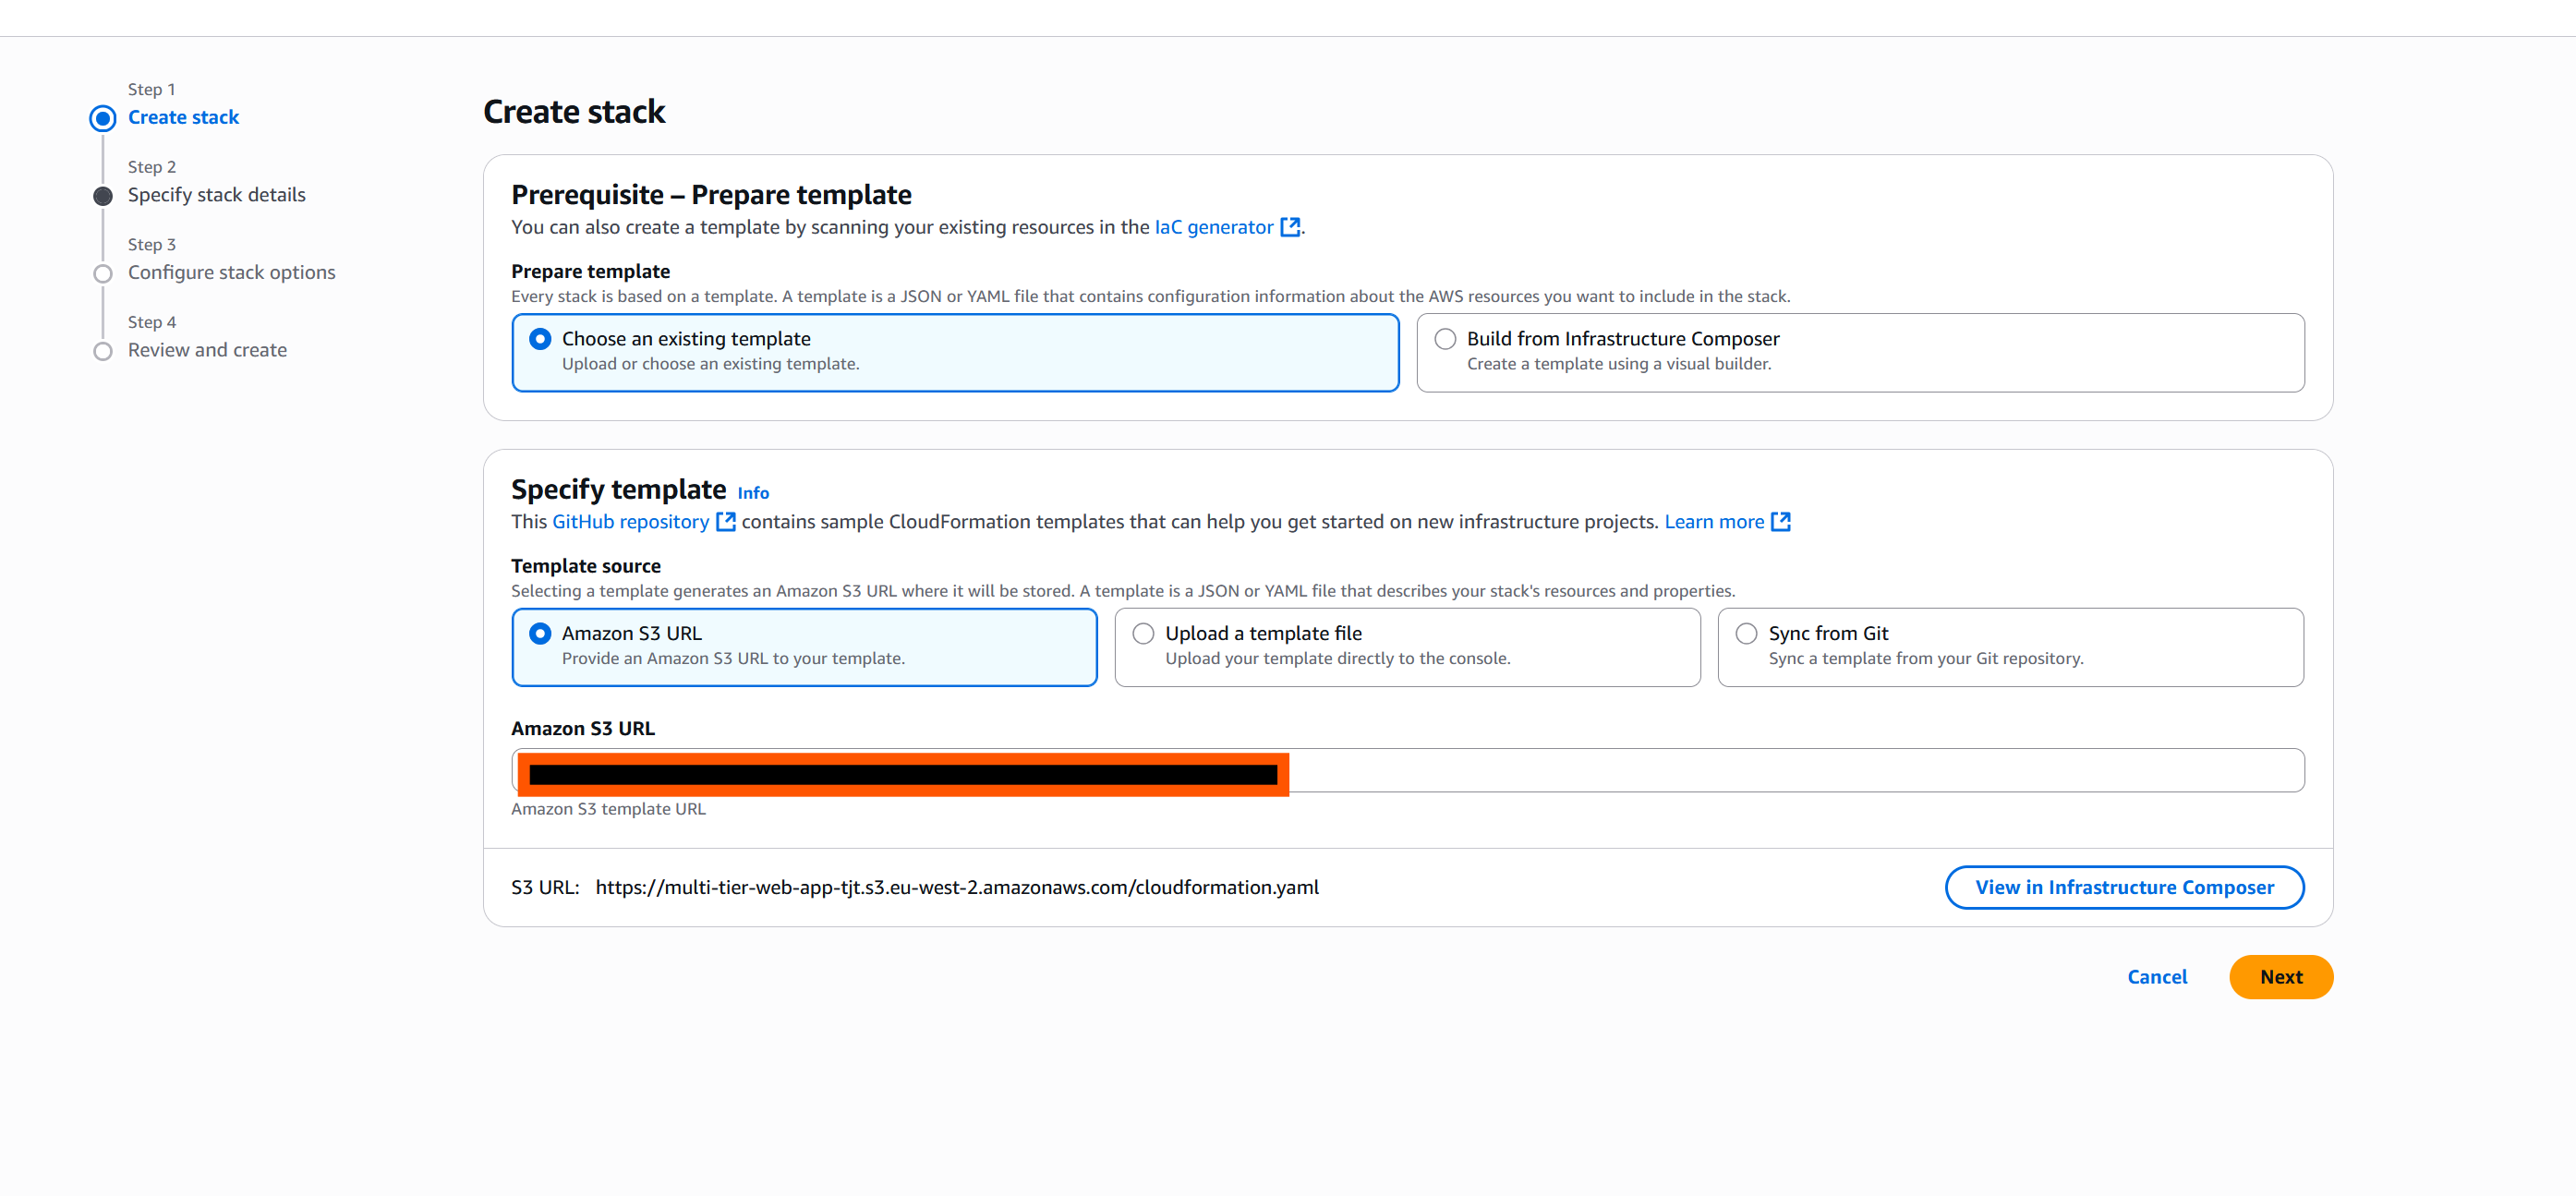 Step 1
Create stack
Step 2
Specify stack details
Step 3
Configure stack options
Step 4
Review and create
Create stack
Prerequisite – Prepare template
You can also create a template by scanning your existing resources in the IaC generator.
Prepare template
Every stack is based on a template. A template is a JSON or YAML file that contains configuration information about the AWS resources you want to include in the stack.
Choose an existing template
Upload or choose an existing template.
Build from Infrastructure Composer
Create a template using a visual builder.
Specify template Info
This GitHub repository contains sample CloudFormation templates that can help you get started on new infrastructure projects. Learn more
Template source
Selecting a template generates an Amazon S3 URL where it will be stored. A template is a JSON or YAML file that describes your stack's resources and properties.
Amazon S3 URL
Provide an Amazon S3 URL to your template.
Upload a template file
Upload your template directly to the console.
Sync from Git
Sync a template from your Git repository.
Amazon S3 URL
Amazon S3 template URL
S3 URL: https://multi-tier-web-app-tjt.s3.eu-west-2.amazonaws.com/cloudformation.yaml
View in Infrastructure Composer
Cancel
Next